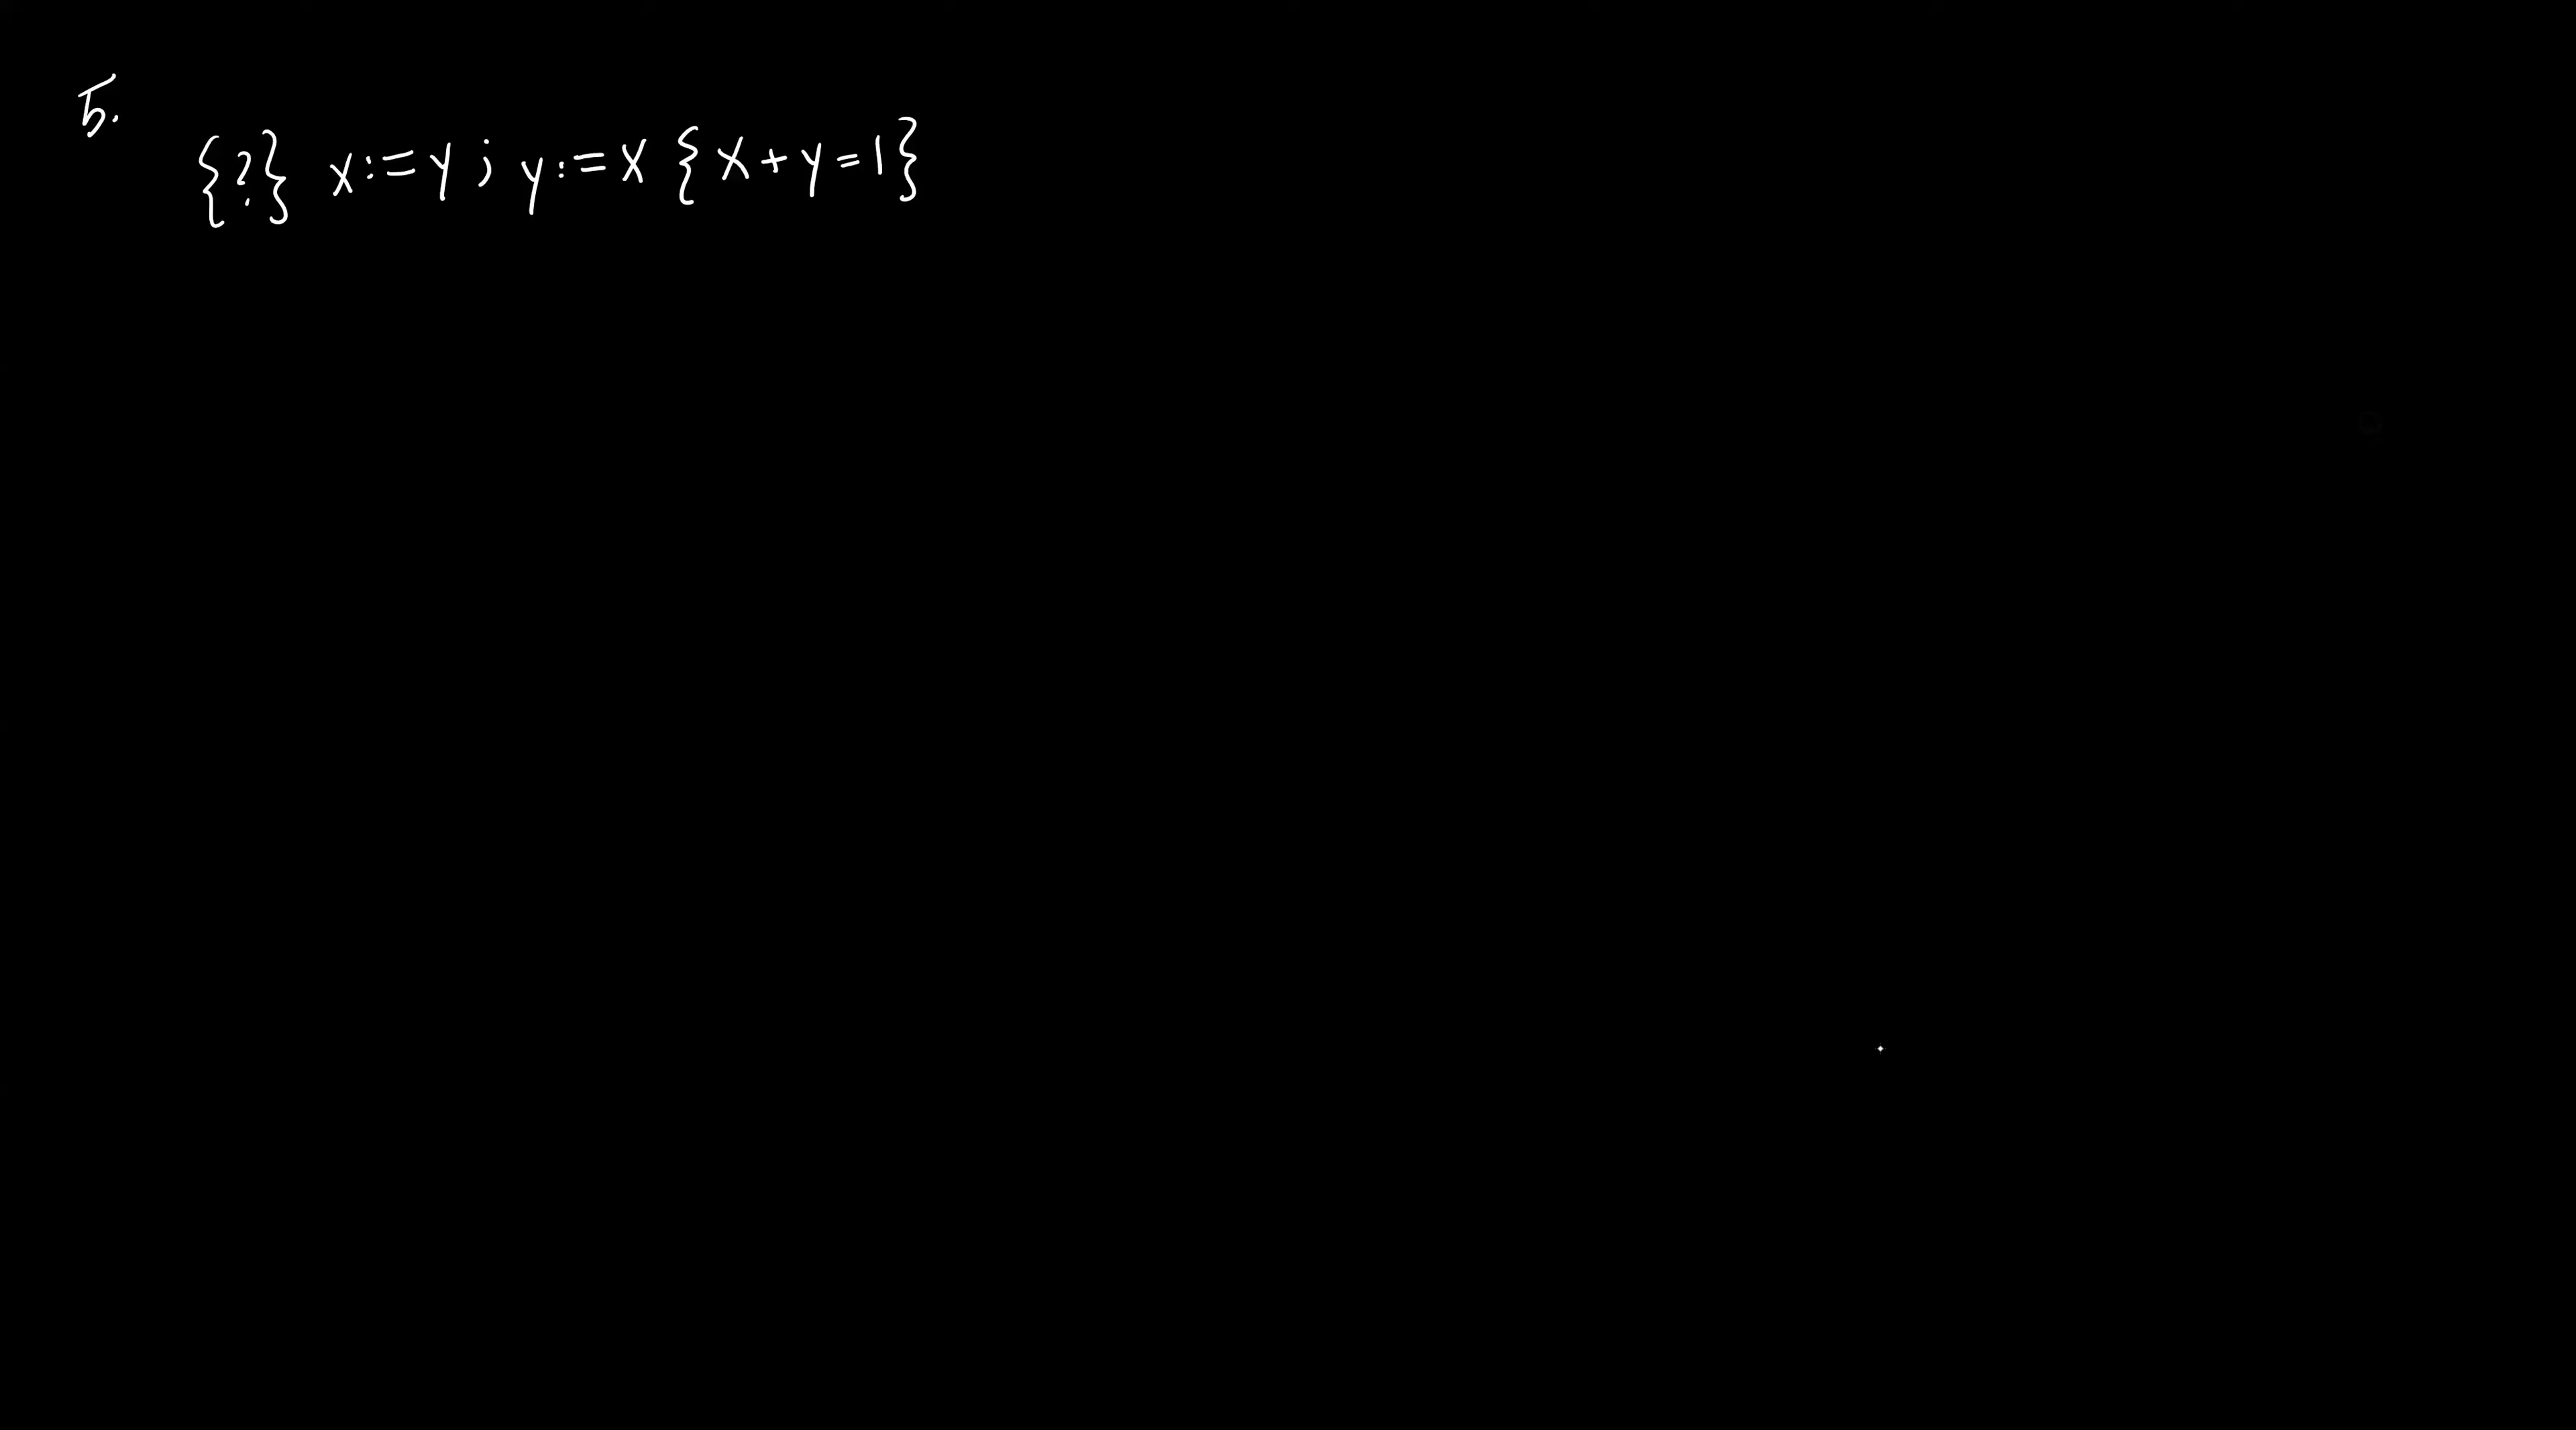 5.
{?} x:=y; y:=x {x+y=1}